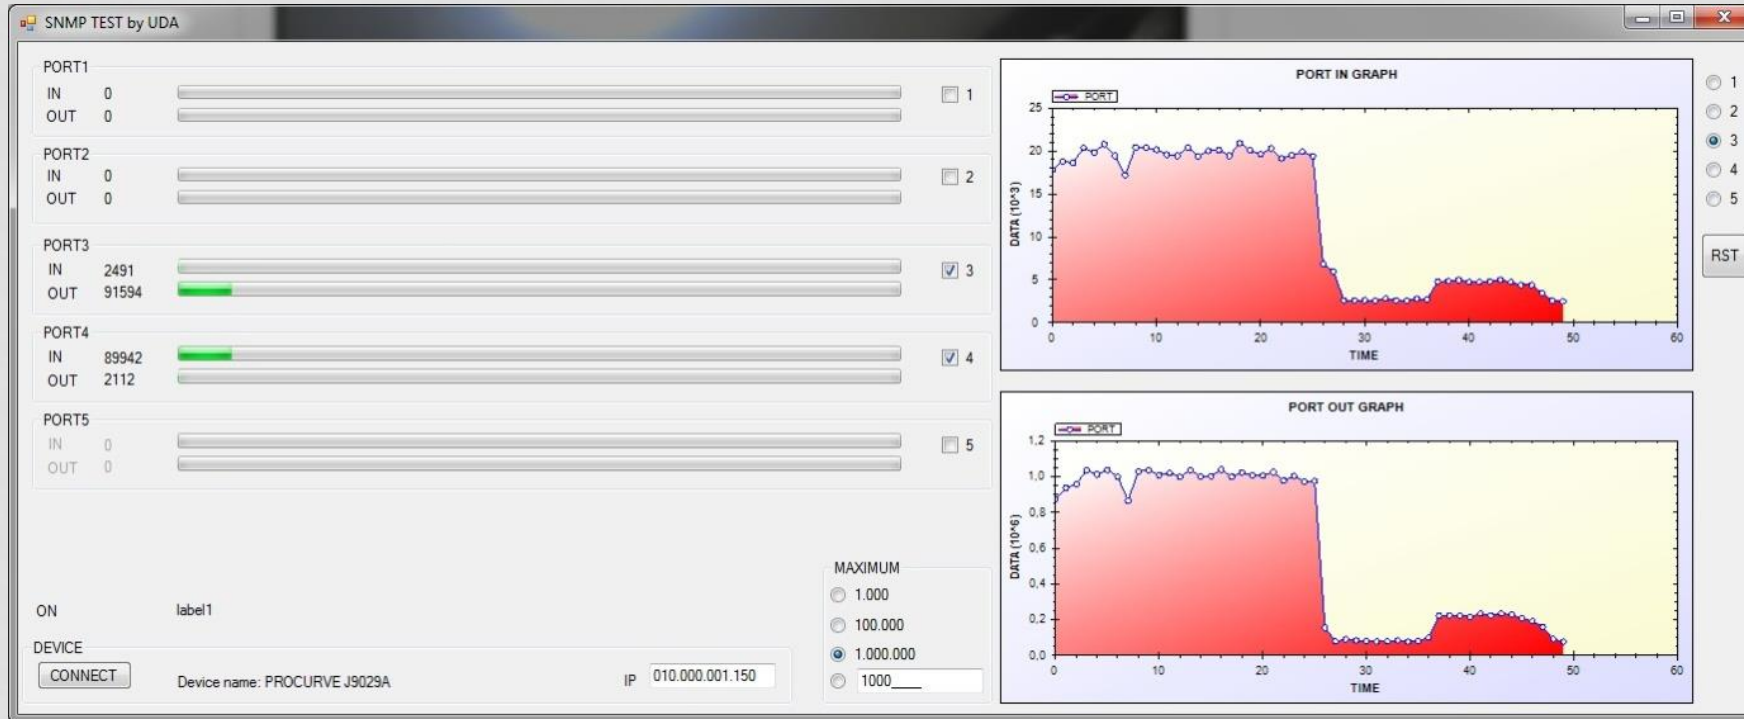 SNMP TEST by UDA
PORT1
IN 0
OUT 0
1
PORT2
IN 0
OUT 0
2
PORT3
IN 2491
OUT 91594
3
PORT4
IN 89942
OUT 2112
4
PORT5
IN 0
OUT 0
5
ON label1
DEVICE
CONNECT
Device name: PROCURVE J9029A
IP 010.000.001.150
MAXIMUM
1.000
100.000
1.000.000
1000____
PORT IN GRAPH
PORT
25
20
15
10
5
0
DATA (10^3)
0 10 20 30 40 50 60
TIME
PORT OUT GRAPH
PORT
1,2
1,0
0,8
0,6
0,4
0,2
0,0
DATA (10^6)
0 10 20 30 40 50 60
TIME
1
2
3
4
5
RST